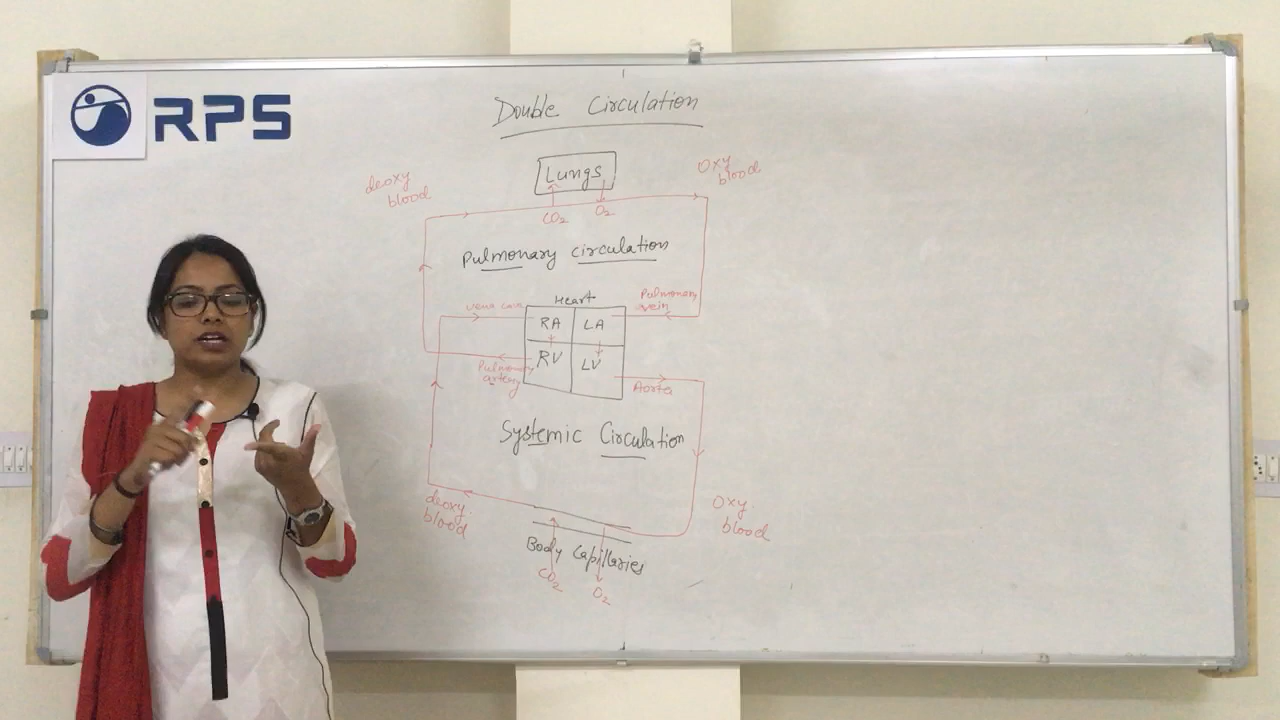 RPS
Double Circulation
Lungs
deoxy
blood
Oxy
blood
CO₂
O₂
Pulmonary circulation
Heart
vena cava
Pulmonary
vein
RA
LA
RV
LV
Pulmon
artery
Aorta
Systemic Circulation
deoxy.
blood
Oxy
blood
Body Capillaries
CO₂
O₂